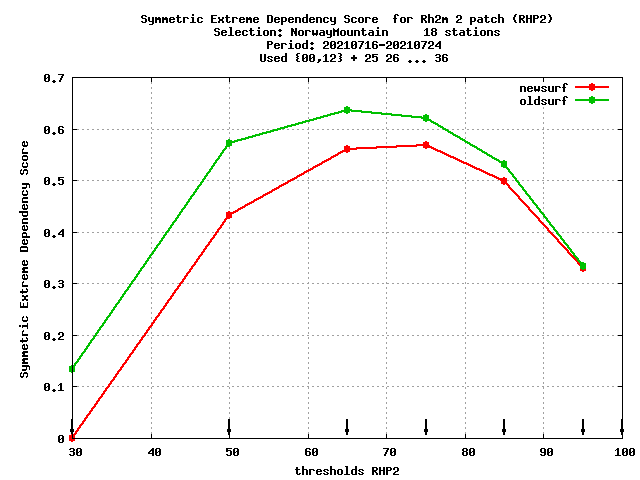 Symmetric Extreme Dependency Score  for Rh2m 2 patch (RHP2)
Selection: NorwayMountain     18 stations
Period: 20210716-20210724
Used {00,12} + 25 26 ... 36
newsurf
oldsurf
0.7
0.6
0.5
0.4
0.3
0.2
0.1
0
Symmetric Extreme Dependency Score
30 40 50 60 70 80 90 100
thresholds RHP2